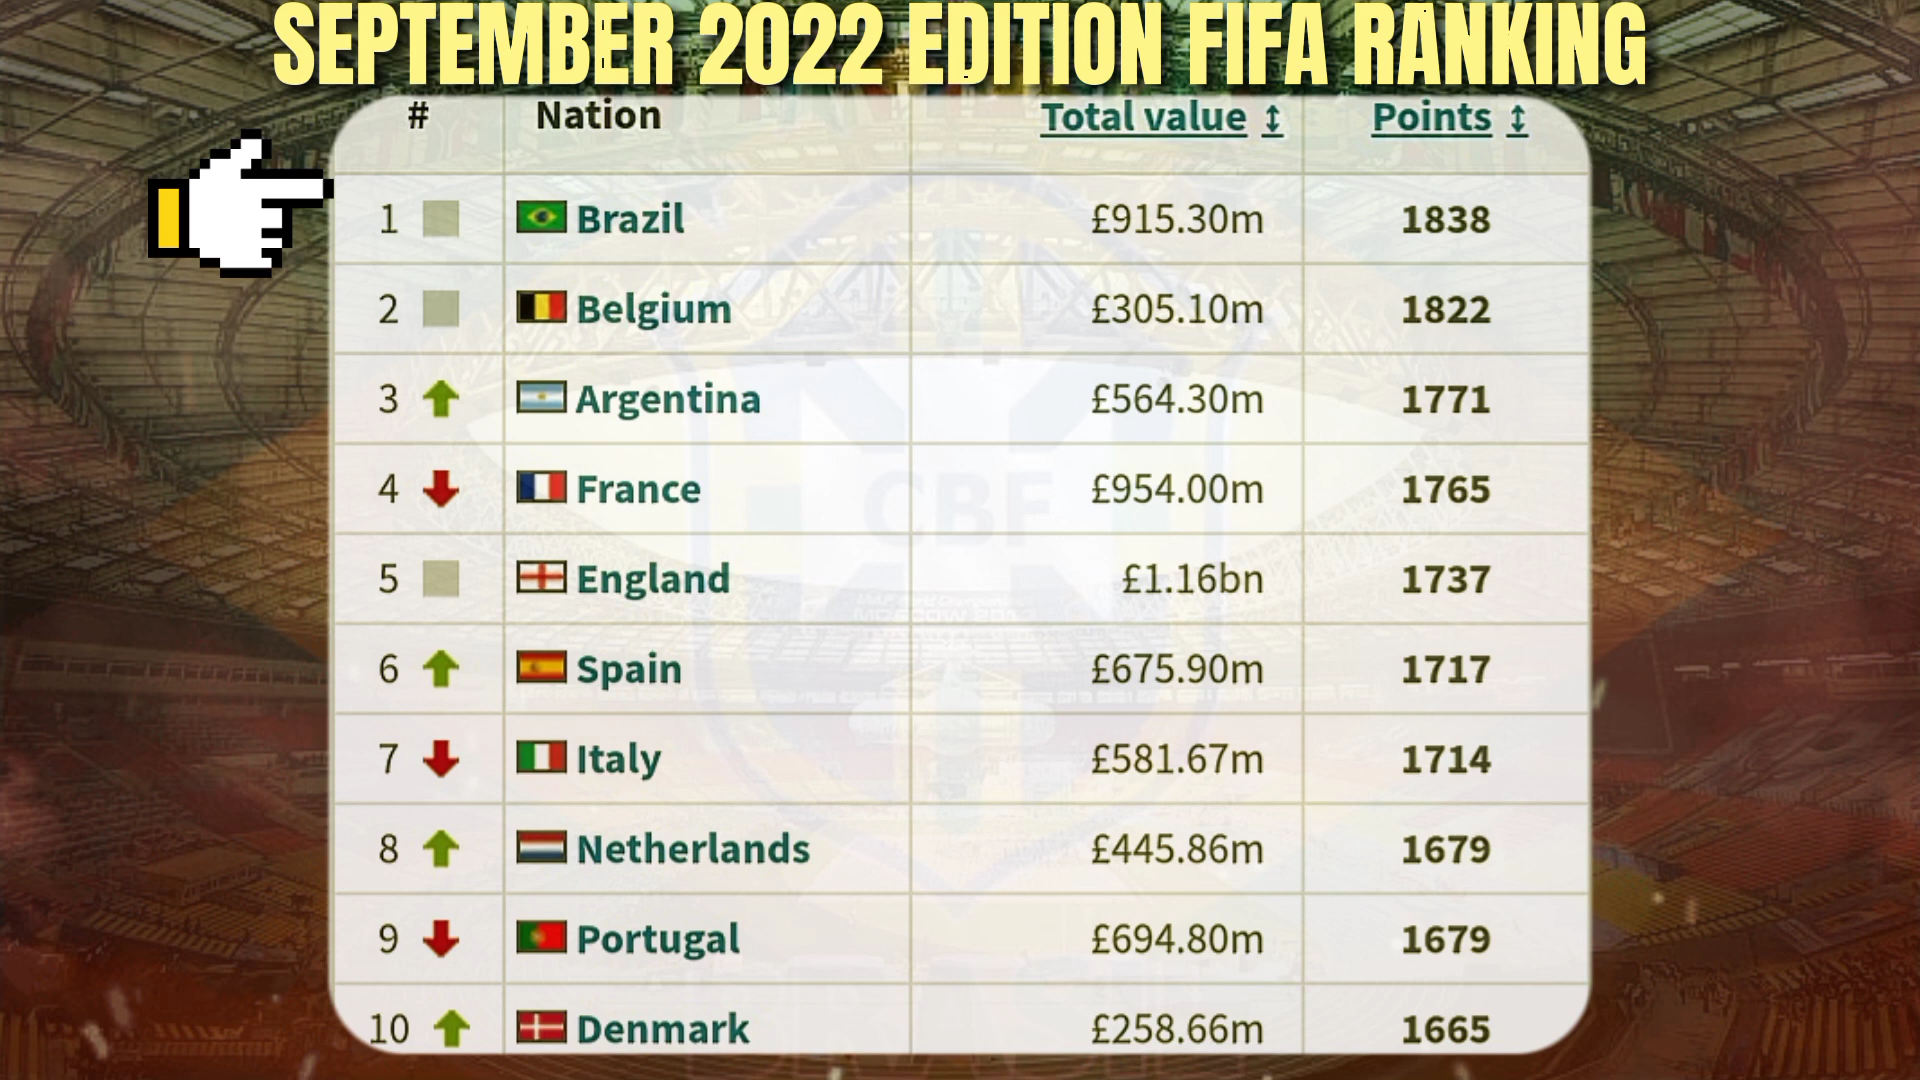 SEPTEMBER 2022 EDITION FIFA RANKING
# Nation Total value ↕ Points ↕
1 Brazil £915.30m 1838
2 Belgium £305.10m 1822
3 Argentina £564.30m 1771
4 France £954.00m 1765
5 England £1.16bn 1737
6 Spain £675.90m 1717
7 Italy £581.67m 1714
8 Netherlands £445.86m 1679
9 Portugal £694.80m 1679
10 Denmark £258.66m 1665
CBF